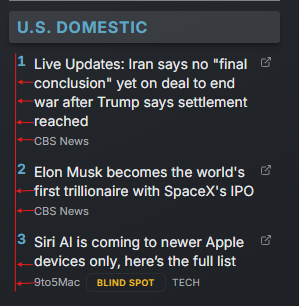 U.S. DOMESTIC
1 Live Updates: Iran says no "final
conclusion" yet on deal to end
war after Trump says settlement
reached
CBS News
2 Elon Musk becomes the world's
first trillionaire with SpaceX's IPO
CBS News
3 Siri AI is coming to newer Apple
devices only, here's the full list
9to5Mac BLIND SPOT TECH